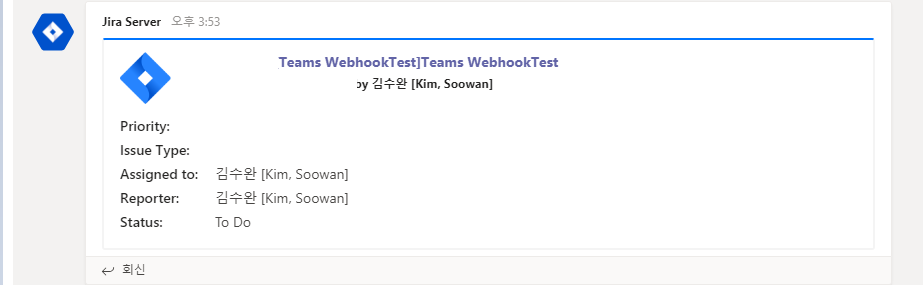 Jira Server 오후 3:53
Teams WebhookTest]Teams WebhookTest
by 김수완 [Kim, Soowan]
Priority:
Issue Type:
Assigned to: 김수완 [Kim, Soowan]
Reporter: 김수완 [Kim, Soowan]
Status: To Do
회신